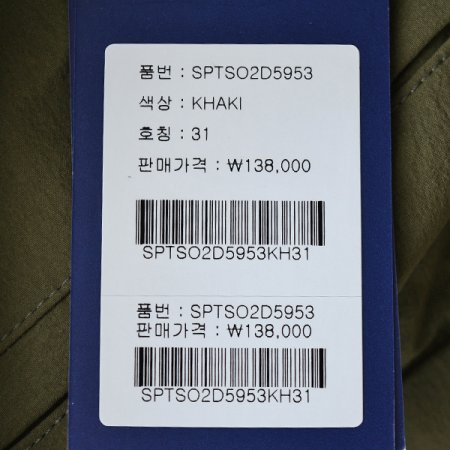 품번 : SPTSO2D5953
색상 : KHAKI
호칭 : 31
판매가격 : ₩138,000
SPTSO2D5953KH31
품번 : SPTSO2D5953
판매가격 : ₩138,000
SPTSO2D5953KH31